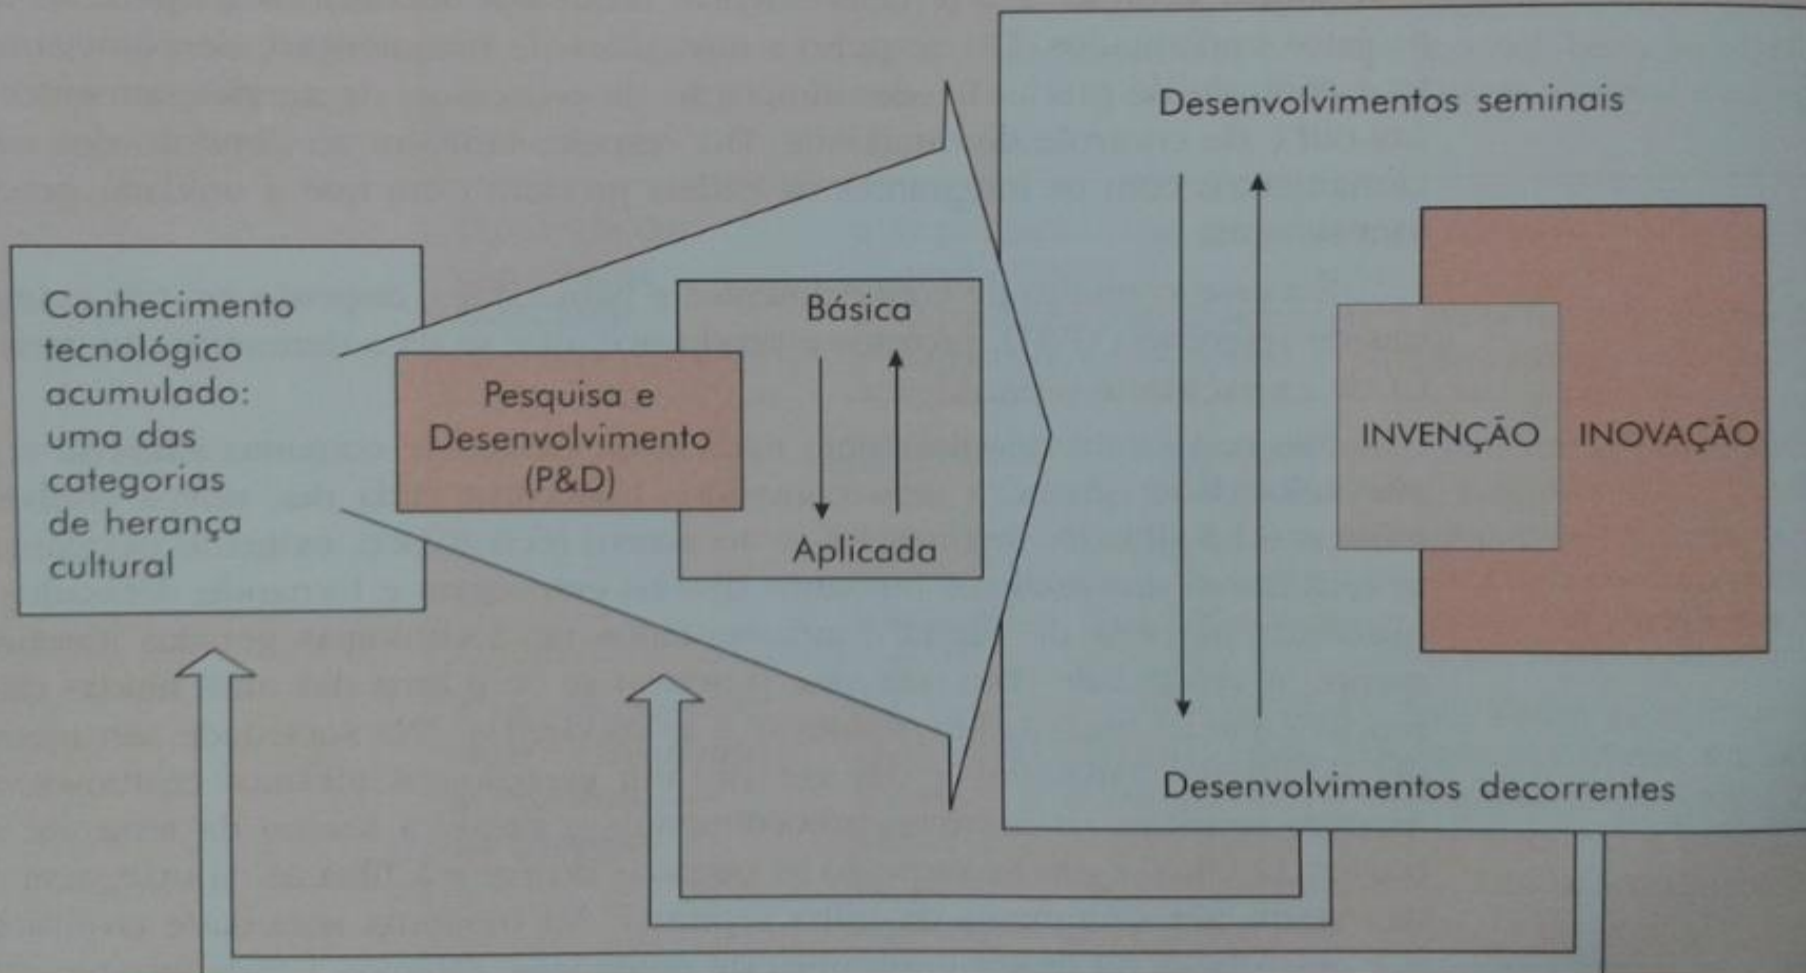 Conhecimento
tecnológico
acumulado:
uma das
categorias
de herança
cultural
Pesquisa e
Desenvolvimento
(P&D)
Básica
Aplicada
Desenvolvimentos seminais
INVENÇÃO
INOVAÇÃO
Desenvolvimentos decorrentes